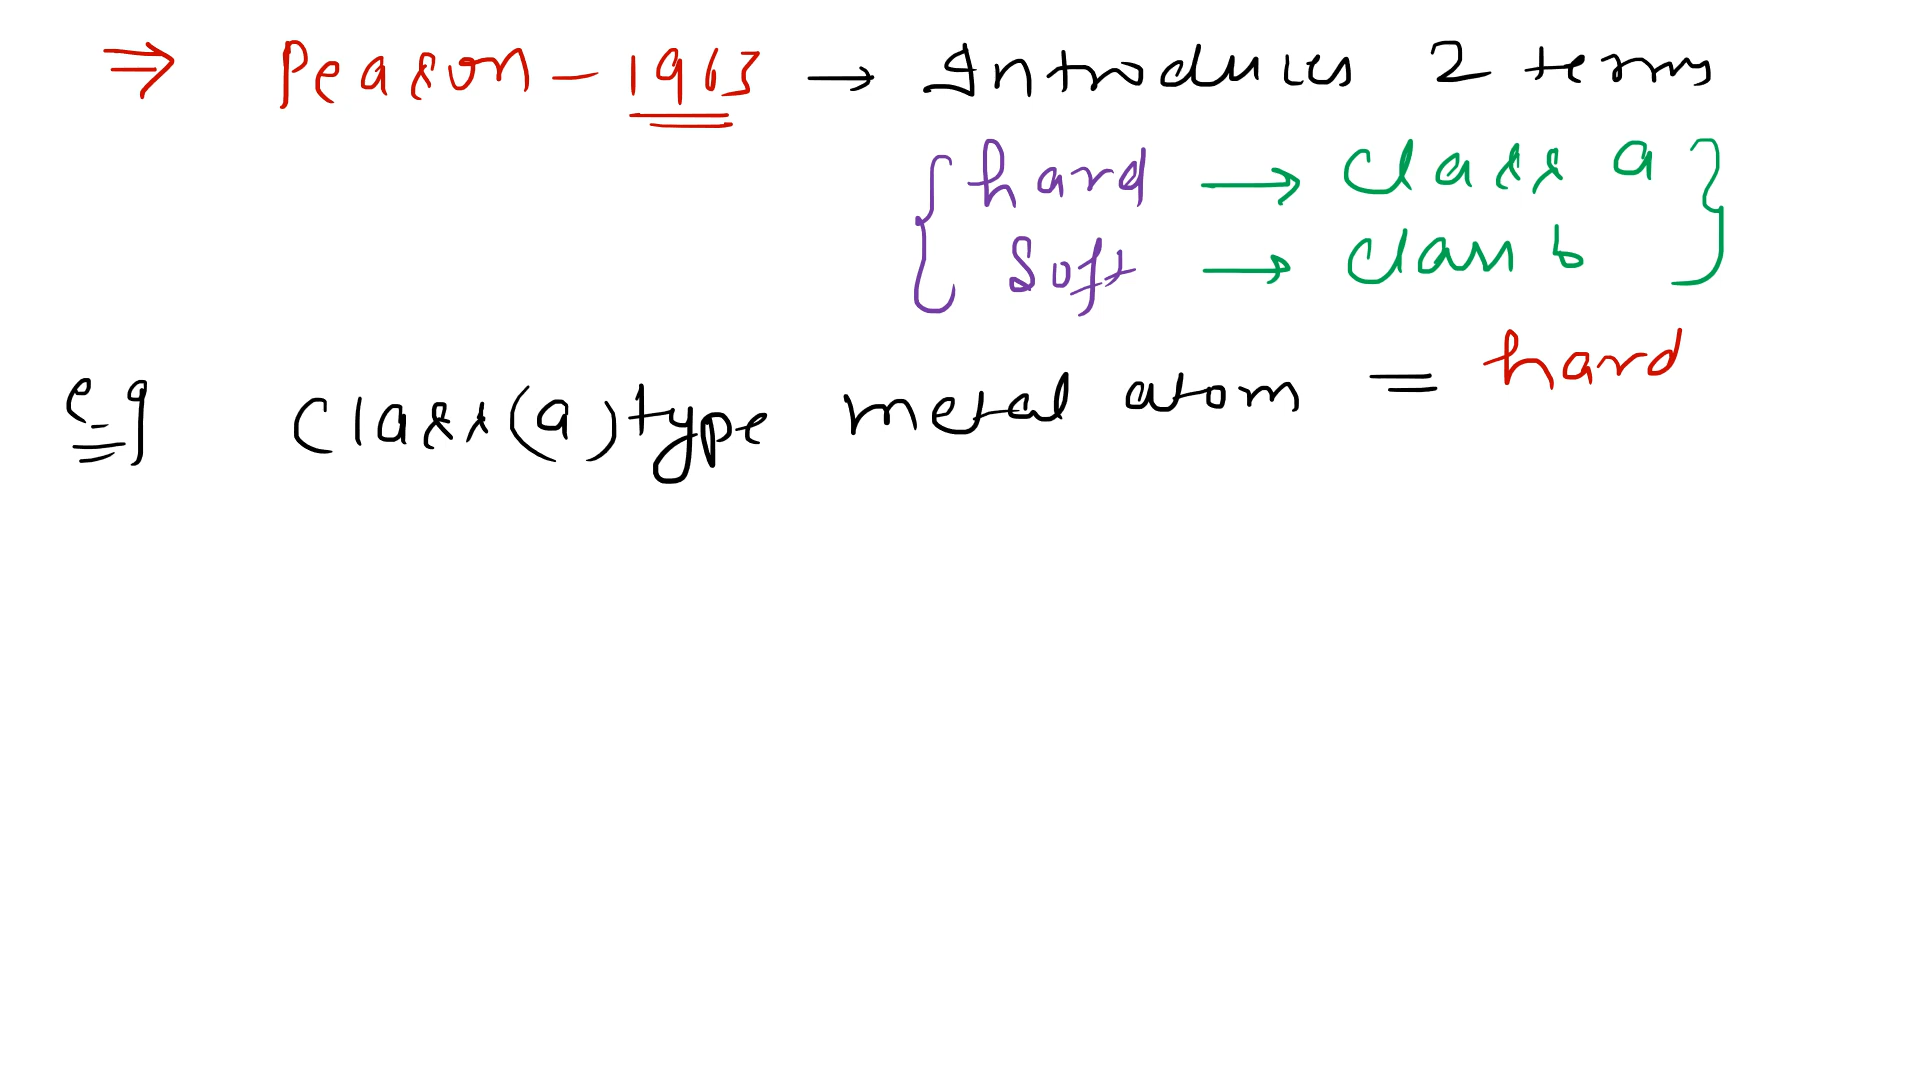 ⇒ Pearson - 1963 → Introduces 2 terms
{ hard → class a }
{ Soft → class b }
e.g Class (a) type metal atom = hard